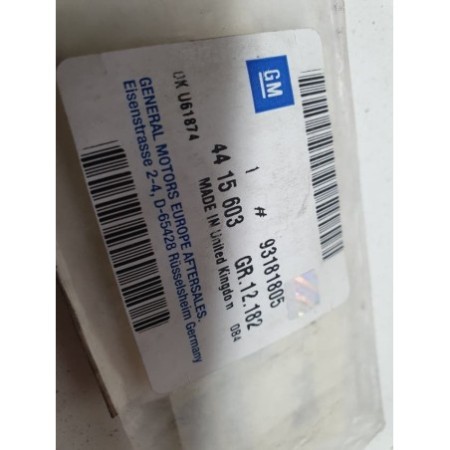 GM
1 # 93181805
44 15 603 GR.12.182
MADE IN United Kingdom 084
UK U61874
GENERAL MOTORS EUROPE AFTERSALES.
Eisenstrasse 2-4, D-65428 Rüsselsheim Germany